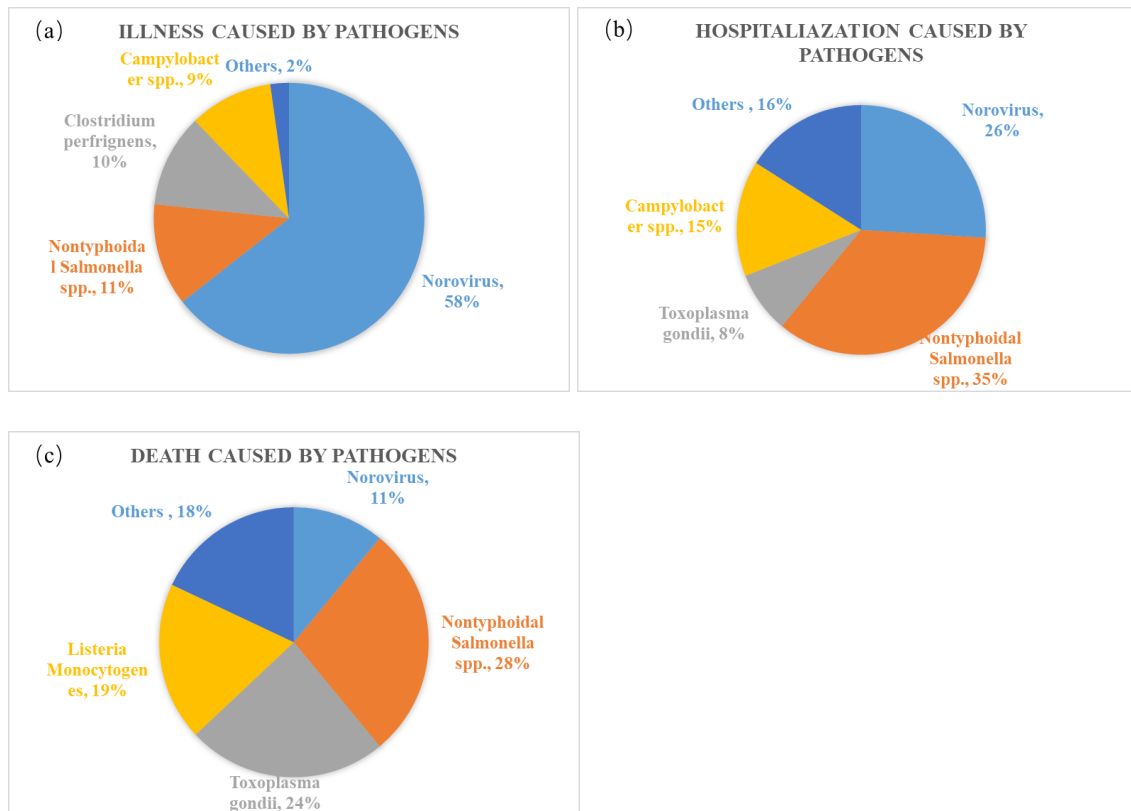 (a)
ILLNESS CAUSED BY PATHOGENS
Campylobact
er spp., 9%
Others, 2%
Clostridium
perfrignens,
10%
Nontyphoida
l Salmonella
spp., 11%
Norovirus,
58%
(b)
HOSPITALIAZATION CAUSED BY
PATHOGENS
Others , 16%
Norovirus,
26%
Campylobact
er spp., 15%
Toxoplasma
gondii, 8%
Nontyphoidal
Salmonella
spp., 35%
(c)
DEATH CAUSED BY PATHOGENS
Norovirus,
11%
Others , 18%
Nontyphoidal
Salmonella
spp., 28%
Listeria
Monocytogen
es, 19%
Toxoplasma
gondii, 24%